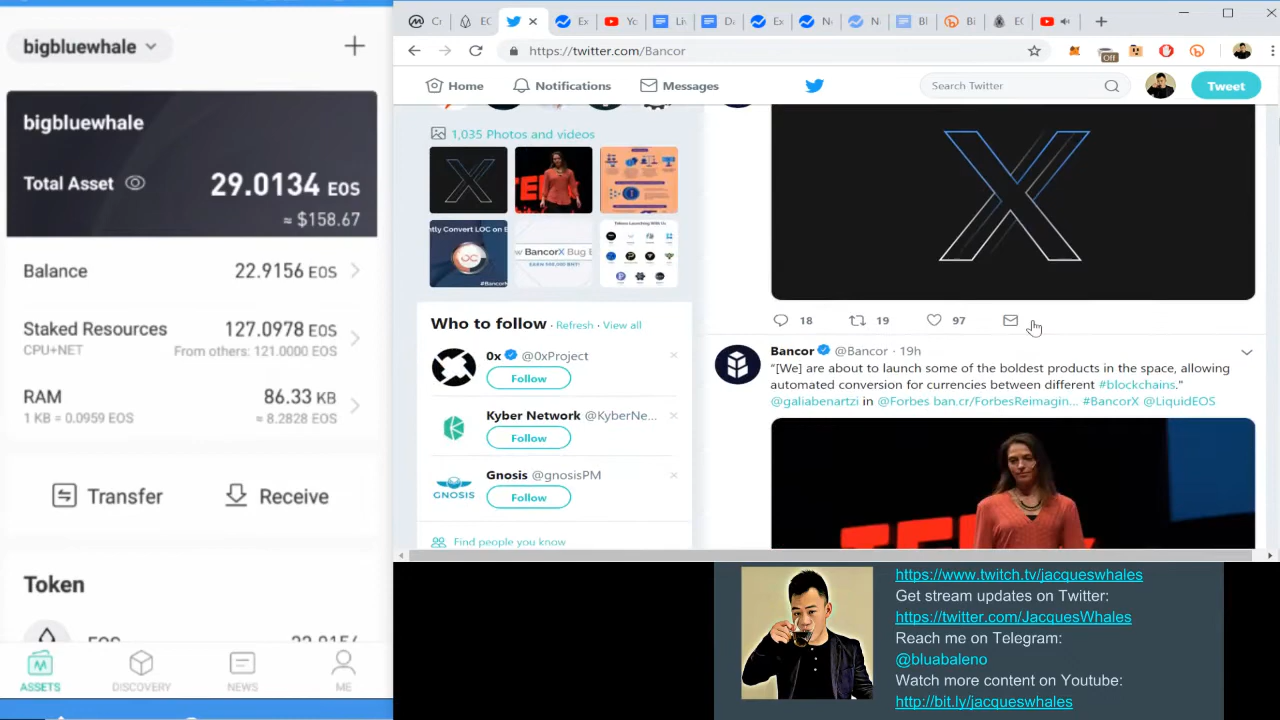 bigbluewhale
bigbluewhale
Total Asset
29.0134 EOS
≈ $158.67
Balance
22.9156 EOS
Staked Resources
127.0978 EOS
CPU+NET
From others: 121.0000 EOS
RAM
86.33 KB
1 KB = 0.0959 EOS
≈ 8.2828 EOS
Transfer
Receive
Token
EOS
22.9156
ASSETS
DISCOVERY
NEWS
ME
https://twitter.com/Bancor
Off
Home
Notifications
Messages
Search Twitter
Tweet
1,035 Photos and videos
Who to follow · Refresh · View all
0x @0xProject
Follow
Kyber Network @KyberNe...
Follow
Gnosis @gnosisPM
GNOSIS
Follow
Find people you know
18
19
97
Bancor @Bancor · 19h
"[We] are about to launch some of the boldest products in the space, allowing
automated conversion for currencies between different #blockchains."
@galiabenartzi in @Forbes ban.cr/ForbesReimagin... #BancorX @LiquidEOS
https://www.twitch.tv/jacqueswhales
Get stream updates on Twitter:
https://twitter.com/JacquesWhales
Reach me on Telegram:
@bluabaleno
Watch more content on Youtube:
http://bit.ly/jacqueswhales